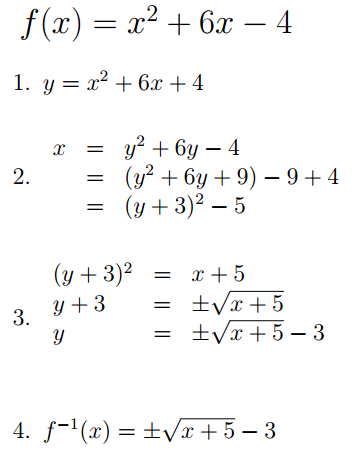 f(x) = x² + 6x − 4
1. y = x² + 6x + 4
2. x = y² + 6y − 4
= (y² + 6y + 9) − 9 + 4
= (y + 3)² − 5
3. (y + 3)² = x + 5
y + 3 = ±√(x + 5)
y = ±√(x + 5) − 3
4. f⁻¹(x) = ±√(x + 5) − 3